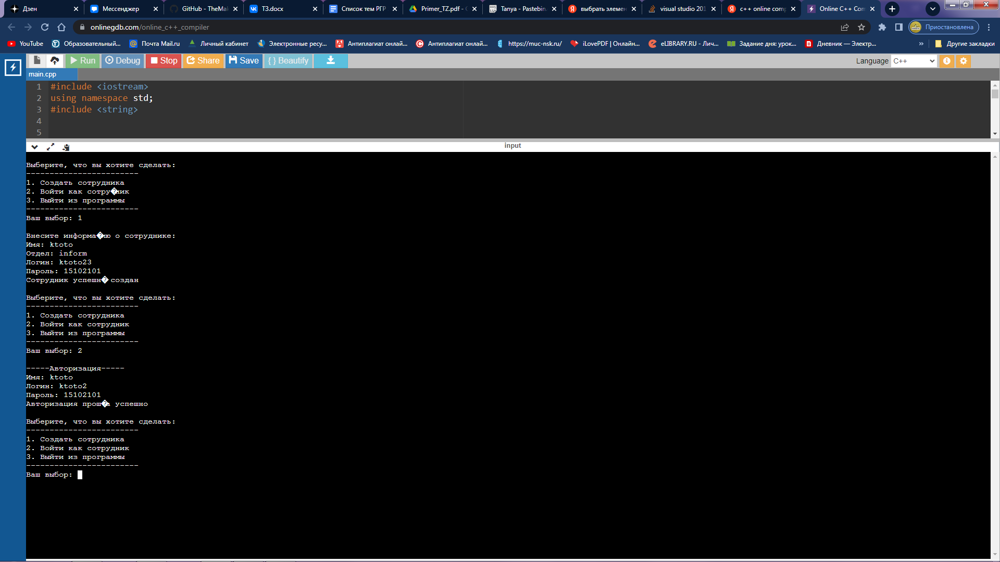 Дзен
Мессенджер
GitHub - TheMa
ТЗ.docx
Список тем РГР
Primer_TZ.pdf -
Tanya - Pastebin.
выбрать элемен
visual studio 201
c++ online comp
Online C++ Com
onlinegdb.com/online_c++_compiler
Приостановлена
YouTube
Образовательный...
Почта Mail.ru
Личный кабинет
Электронные ресу...
Антиплагиат онлай...
Антиплагиат онлай...
https://muc-nsk.ru/
iLovePDF | Онлайн...
eLIBRARY.RU - Лич...
Задание дня: урок...
Дневник — Электр...
»
Другие закладки
Run
Debug
Stop
Share
Save
{ } Beautify
Language
C++
main.cpp
1 #include <iostream>
2 using namespace std;
3 #include <string>
4
5
input
Выберите, что вы хотите сделать:
------------------------
1. Создать сотрудника
2. Войти как сотру�ник
3. Выйти из программы
------------------------
Ваш выбор: 1
Внесите информа�ию о сотруднике:
Имя: ktoto
Отдел: inform
Логин: ktoto23
Пароль: 15102101
Сотрудник успешн� создан
Выберите, что вы хотите сделать:
------------------------
1. Создать сотрудника
2. Войти как сотрудник
3. Выйти из программы
------------------------
Ваш выбор: 2
-----Авторизация-----
Имя: ktoto
Логин: ktoto2
Пароль: 15102101
Авторизация прош�а успешно
Выберите, что вы хотите сделать:
------------------------
1. Создать сотрудника
2. Войти как сотрудник
3. Выйти из программы
------------------------
Ваш выбор: